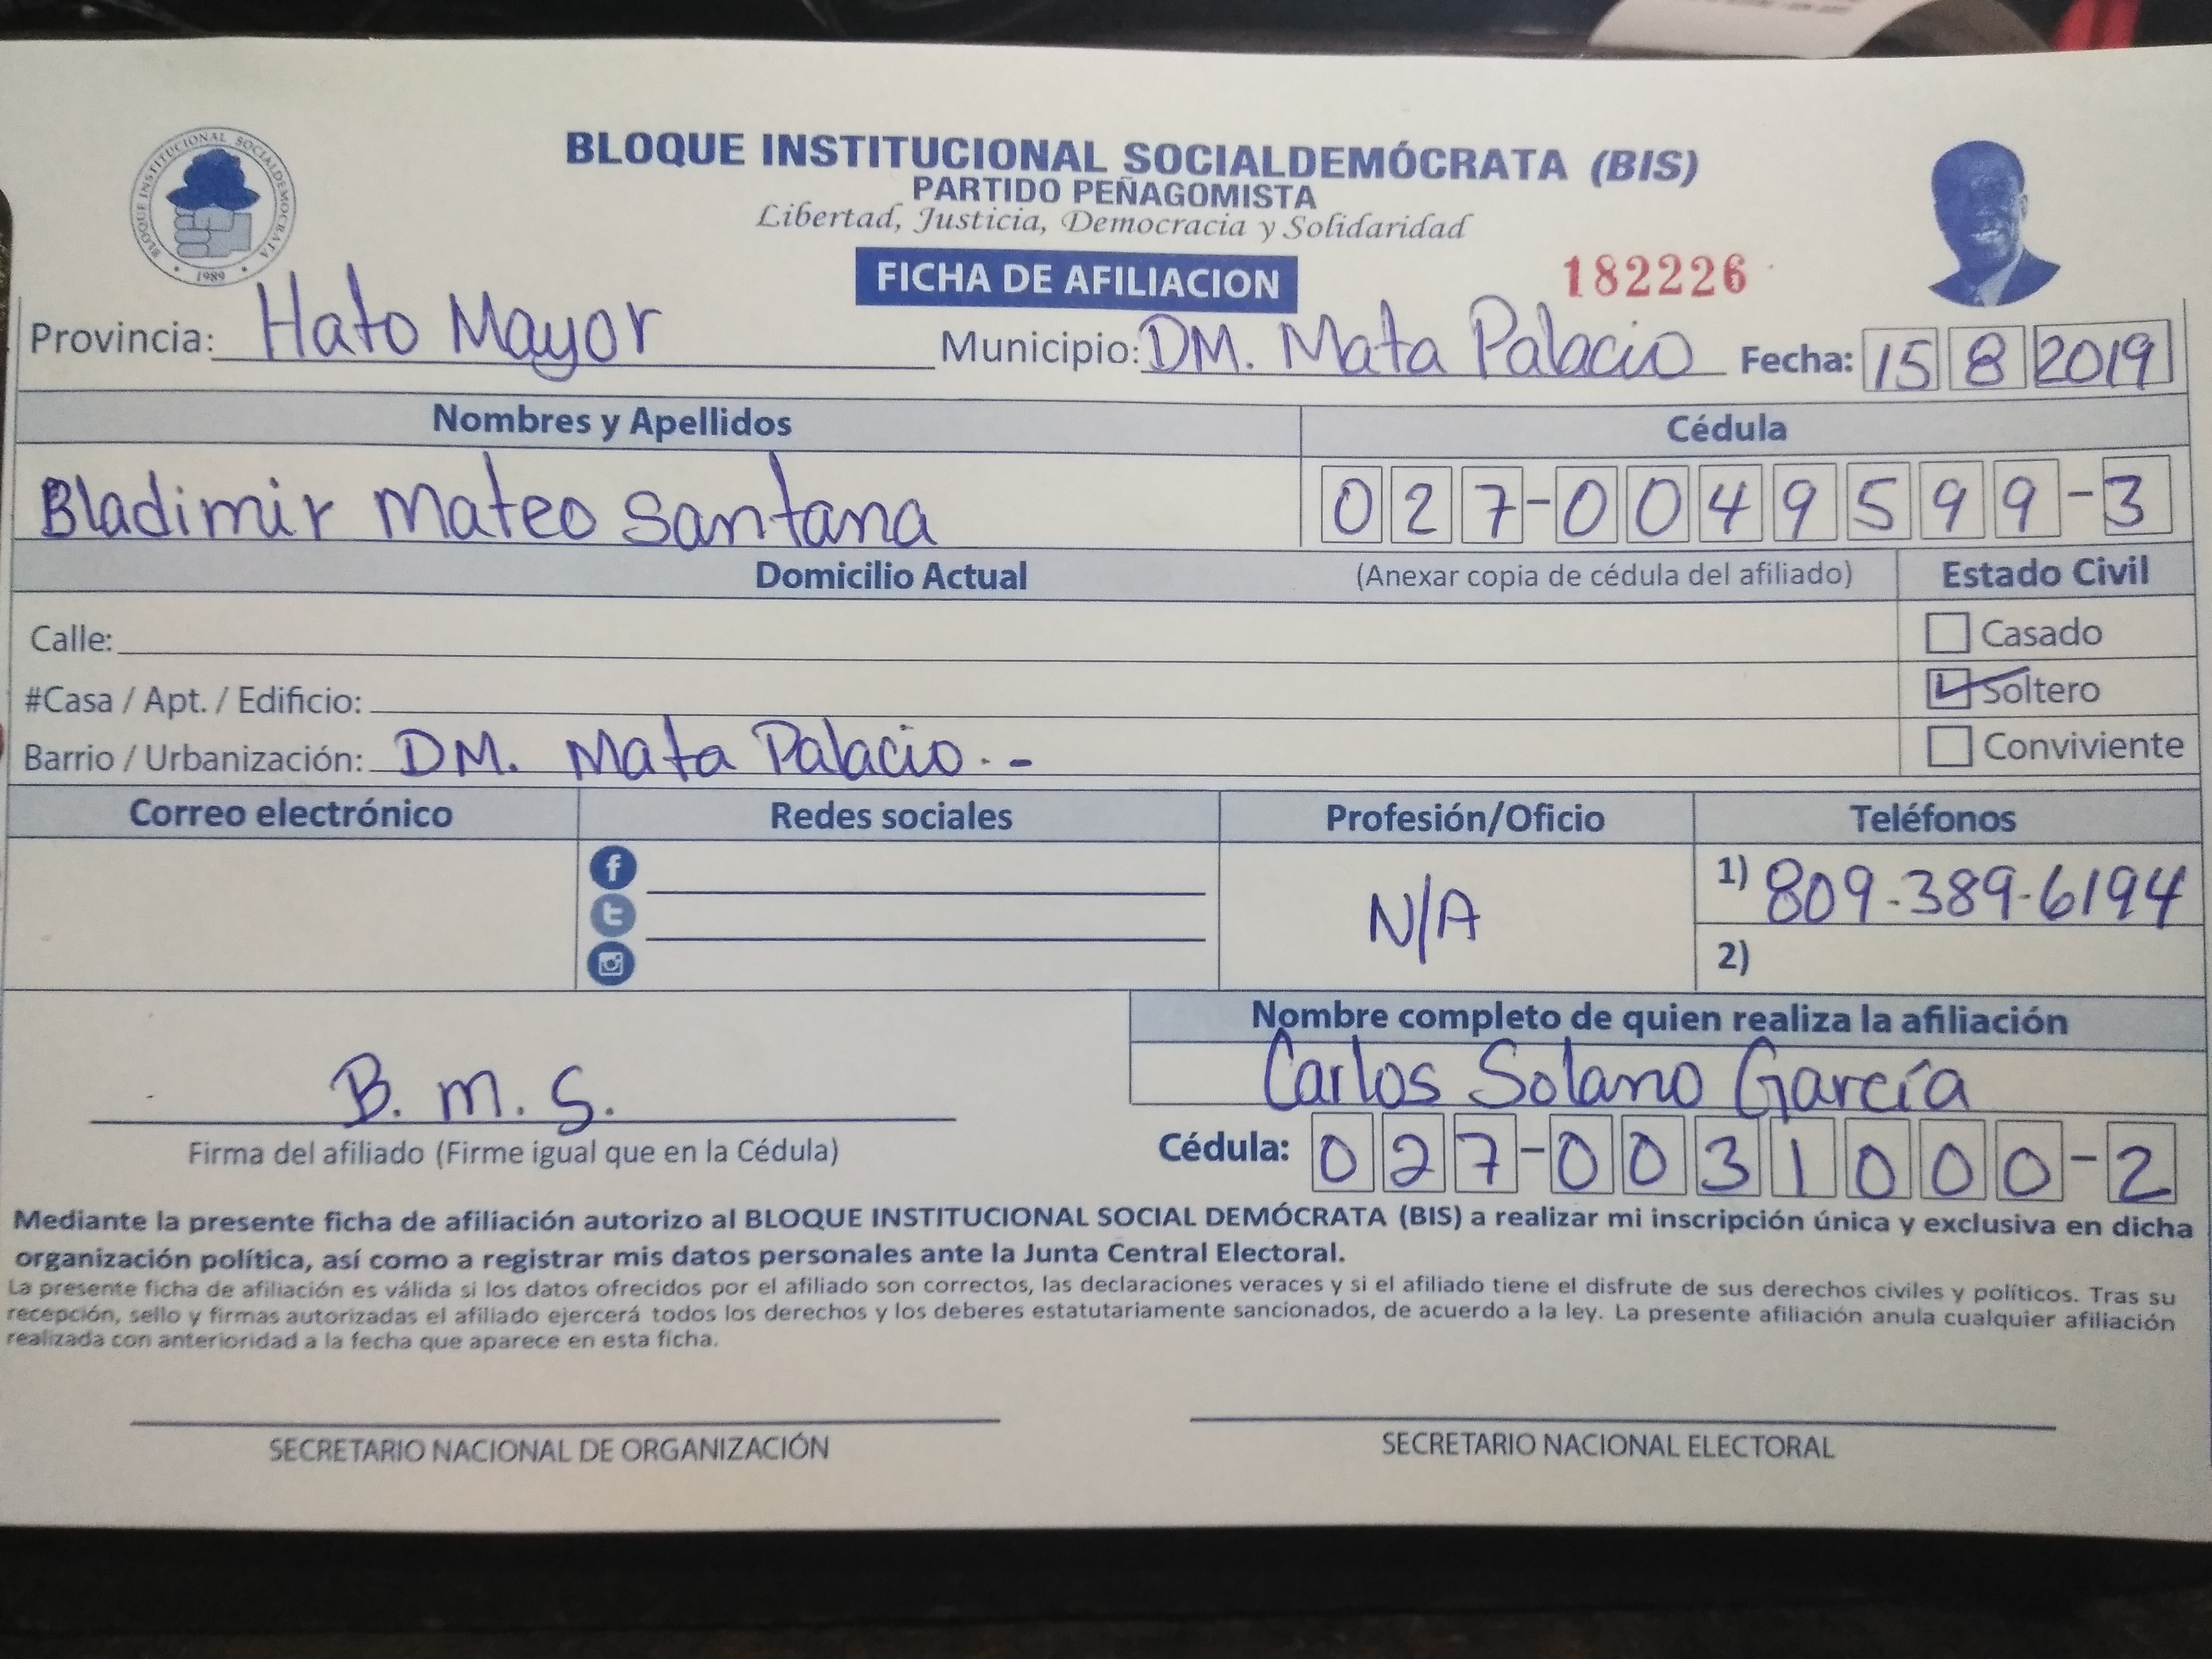 BLOQUE INSTITUCIONAL SOCIALDEMÓCRATA (BIS)
PARTIDO PEÑAGOMISTA
Libertad, Justicia, Democracia y Solidaridad
BLOQUE INSTITUCIONAL SOCIALDEMOCRATA
1989
FICHA DE AFILIACION
182226
Provincia: Hato Mayor Municipio: DM. Mata Palacio Fecha: 15 8 2019
Nombres y Apellidos Cédula
Bladimir Mateo Santana 027-0049599-3
Domicilio Actual (Anexar copia de cédula del afiliado) Estado Civil
Calle: Casado
#Casa / Apt. / Edificio: Soltero
Barrio / Urbanización: DM. Mata Palacio.- Conviviente
Correo electrónico Redes sociales Profesión/Oficio Teléfonos
N/A 1) 809-389-6194
2)
Nombre completo de quien realiza la afiliación
B. M. S. Carlos Solano García
Firma del afiliado (Firme igual que en la Cédula) Cédula: 027-0031000-2
Mediante la presente ficha de afiliación autorizo al BLOQUE INSTITUCIONAL SOCIAL DEMÓCRATA (BIS) a realizar mi inscripción única y exclusiva en dicha
organización política, así como a registrar mis datos personales ante la Junta Central Electoral.
La presente ficha de afiliación es válida si los datos ofrecidos por el afiliado son correctos, las declaraciones veraces y si el afiliado tiene el disfrute de sus derechos civiles y políticos. Tras su
recepción, sello y firmas autorizadas el afiliado ejercerá todos los derechos y los deberes estatutariamente sancionados, de acuerdo a la ley. La presente afiliación anula cualquier afiliación
realizada con anterioridad a la fecha que aparece en esta ficha.
SECRETARIO NACIONAL DE ORGANIZACIÓN SECRETARIO NACIONAL ELECTORAL